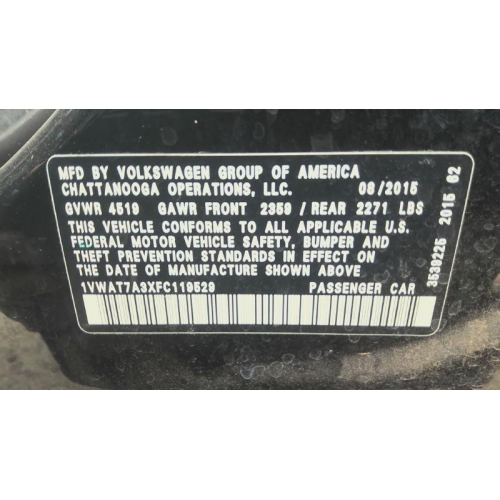 MFD BY VOLKSWAGEN GROUP OF AMERICA
CHATTANOOGA OPERATIONS, LLC. 08/2015
GVWR 4519 GAWR FRONT 2359 / REAR 2271 LBS
THIS VEHICLE CONFORMS TO ALL APPLICABLE U.S.
FEDERAL MOTOR VEHICLE SAFETY, BUMPER AND
THEFT PREVENTION STANDARDS IN EFFECT ON THE
DATE OF MANUFACTURE SHOWN ABOVE
1VWAT7A3XFC119529 PASSENGER CAR
3539225 2015 62